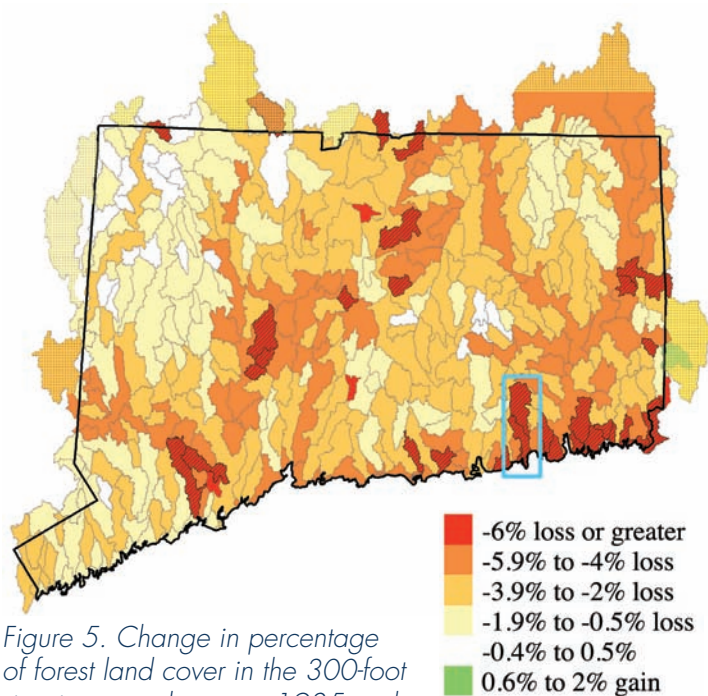 -6% loss or greater
-5.9% to -4% loss
-3.9% to -2% loss
-1.9% to -0.5% loss
-0.4% to 0.5%
0.6% to 2% gain
Figure 5. Change in percentage
of forest land cover in the 300-foot